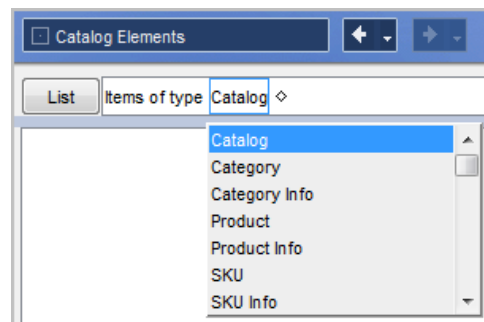 Catalog Elements
List Items of type Catalog
Catalog
Category
Category Info
Product
Product Info
SKU
SKU Info